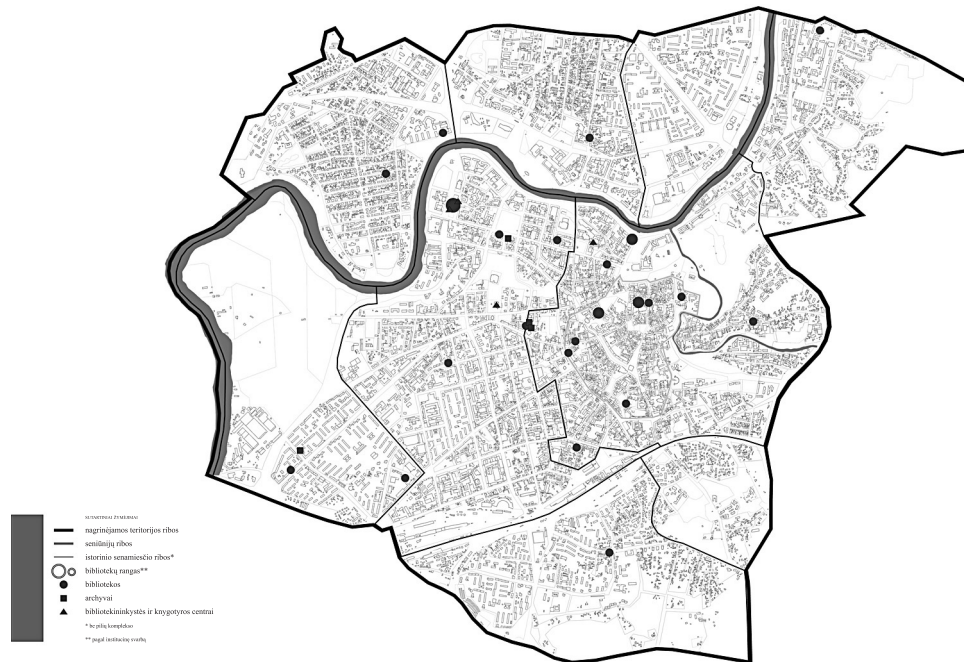 SUTARTINIAI ŽYMĖJIMAI
nagrinėjamos teritorijos ribos
seniūnijų ribos
istorinio senamiesčio ribos*
bibliotekų rangas**
bibliotekos
archyvai
bibliotekininkystės ir knygotyros centrai
* be pilių komplekso
** pagal institucinę svarbą